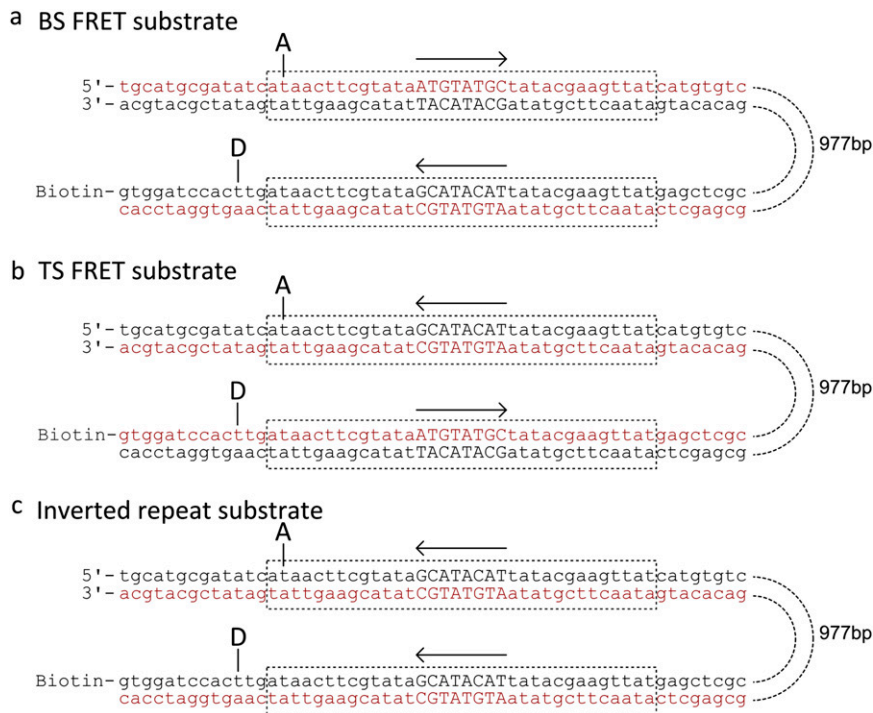 a BS FRET substrate
A
5'-tgcatgcgatatcataacttcgtataATGTATGCtatacgaagttatcatgtgtc
3'-acgtacgctatagtattgaagcatatTACATACGatatgcttcaatagtacacag
977bp
D
Biotin-gtggatccacttgataacttcgtataGCATACATtatacgaagttatgagctcgc
cacctaggtgaactattgaagcatatCGTATGTAatatgcttcaatactcgagcg
b TS FRET substrate
A
5'-tgcatgcgatatcataacttcgtataGCATACATtatacgaagttatcatgtgtc
3'-acgtacgctatagtattgaagcatatCGTATGTAatatgcttcaatagtacacag
977bp
D
Biotin-gtggatccacttgataacttcgtataATGTATGCtatacgaagttatgagctcgc
cacctaggtgaactattgaagcatatTACATACGatatgcttcaatactcgagcg
c Inverted repeat substrate
A
5'-tgcatgcgatatcataacttcgtataGCATACATtatacgaagttatcatgtgtc
3'-acgtacgctatagtattgaagcatatCGTATGTAatatgcttcaatagtacacag
977bp
D
Biotin-gtggatccacttgataacttcgtataGCATACATtatacgaagttatgagctcgc
cacctaggtgaactattgaagcatatCGTATGTAatatgcttcaatactcgagcg